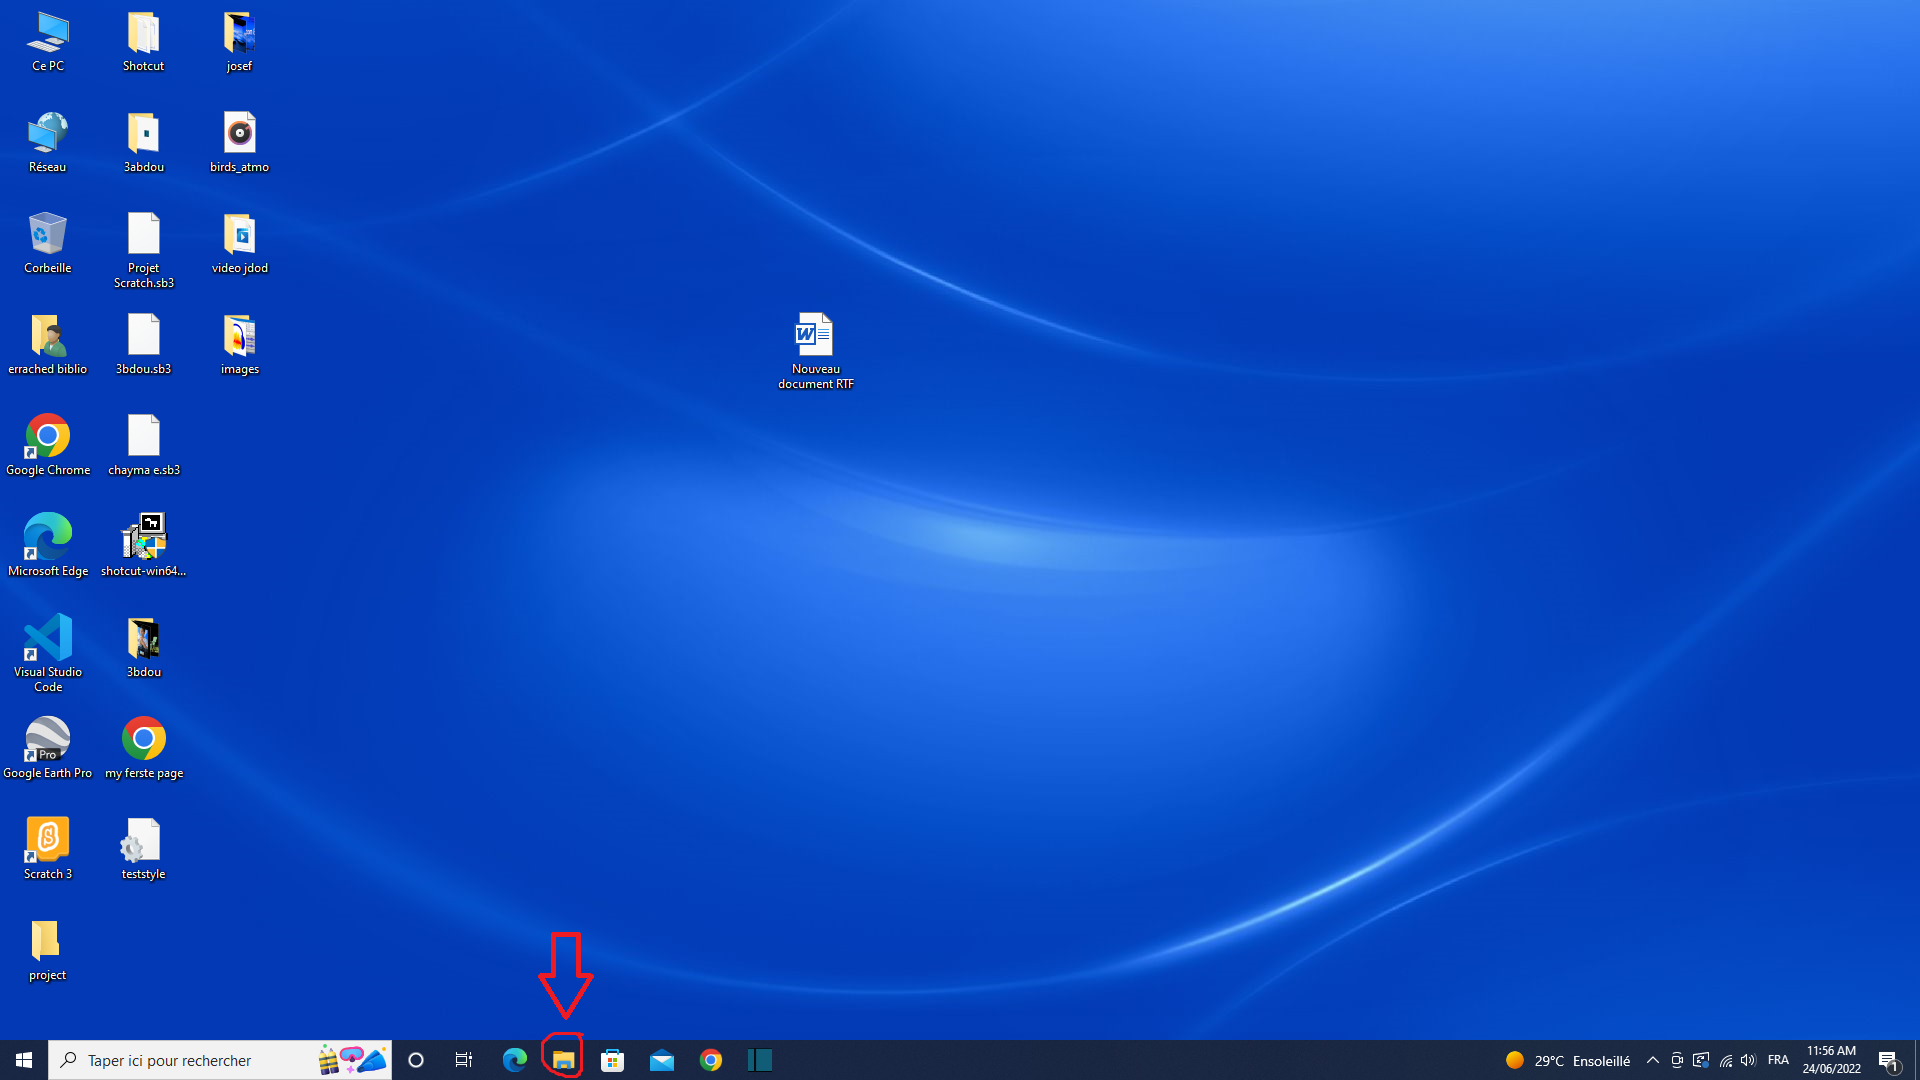 Ce PC
Shotcut
josef
Réseau
3abdou
birds_atmo
Corbeille
Projet
Scratch.sb3
video jdod
errached biblio
3bdou.sb3
images
Nouveau
document RTF
Google Chrome
chayma e.sb3
Microsoft Edge
shotcut-win64...
Visual Studio
Code
3bdou
Pro
Google Earth Pro
my ferste page
Scratch 3
teststyle
project
Taper ici pour rechercher
29°C Ensoleillé
FRA
11:56 AM
24/06/2022
1